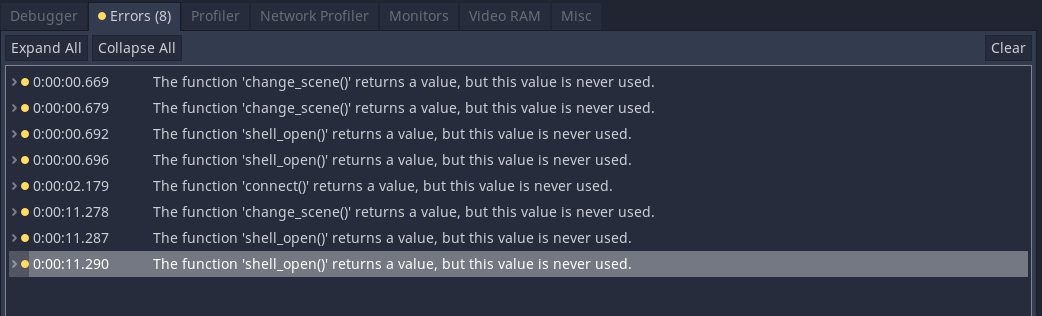 Debugger Errors (8) Profiler Network Profiler Monitors Video RAM Misc
Expand All Collapse All Clear
0:00:00.669 The function 'change_scene()' returns a value, but this value is never used.
0:00:00.679 The function 'change_scene()' returns a value, but this value is never used.
0:00:00.692 The function 'shell_open()' returns a value, but this value is never used.
0:00:00.696 The function 'shell_open()' returns a value, but this value is never used.
0:00:02.179 The function 'connect()' returns a value, but this value is never used.
0:00:11.278 The function 'change_scene()' returns a value, but this value is never used.
0:00:11.287 The function 'shell_open()' returns a value, but this value is never used.
0:00:11.290 The function 'shell_open()' returns a value, but this value is never used.